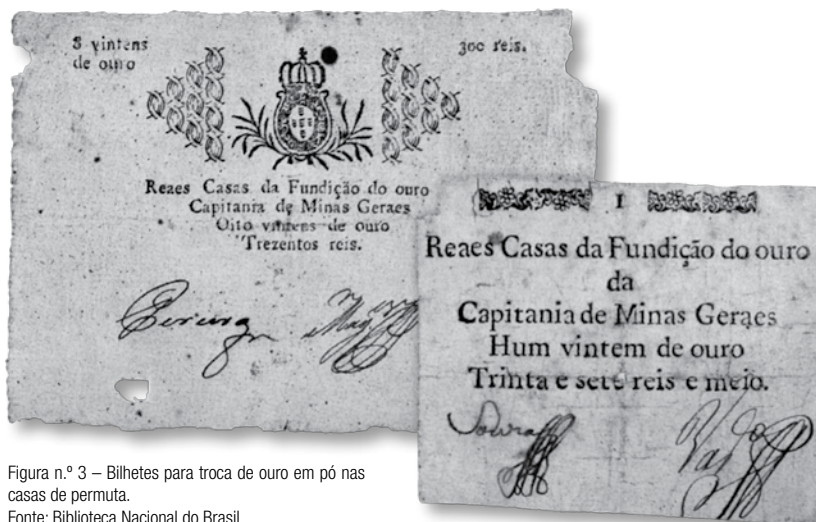 8 vintens
de ouro
300 reis.
Reaes Casas da Fundição do ouro
Capitania de Minas Geraes
Oito vintens de ouro
Trezentos reis.
I
Reaes Casas da Fundição do ouro
da
Capitania de Minas Geraes
Hum vintem de ouro
Trinta e sete reis e meio.
Figura n.º 3 – Bilhetes para troca de ouro em pó nas
casas de permuta.
Fonte: Biblioteca Nacional do Brasil